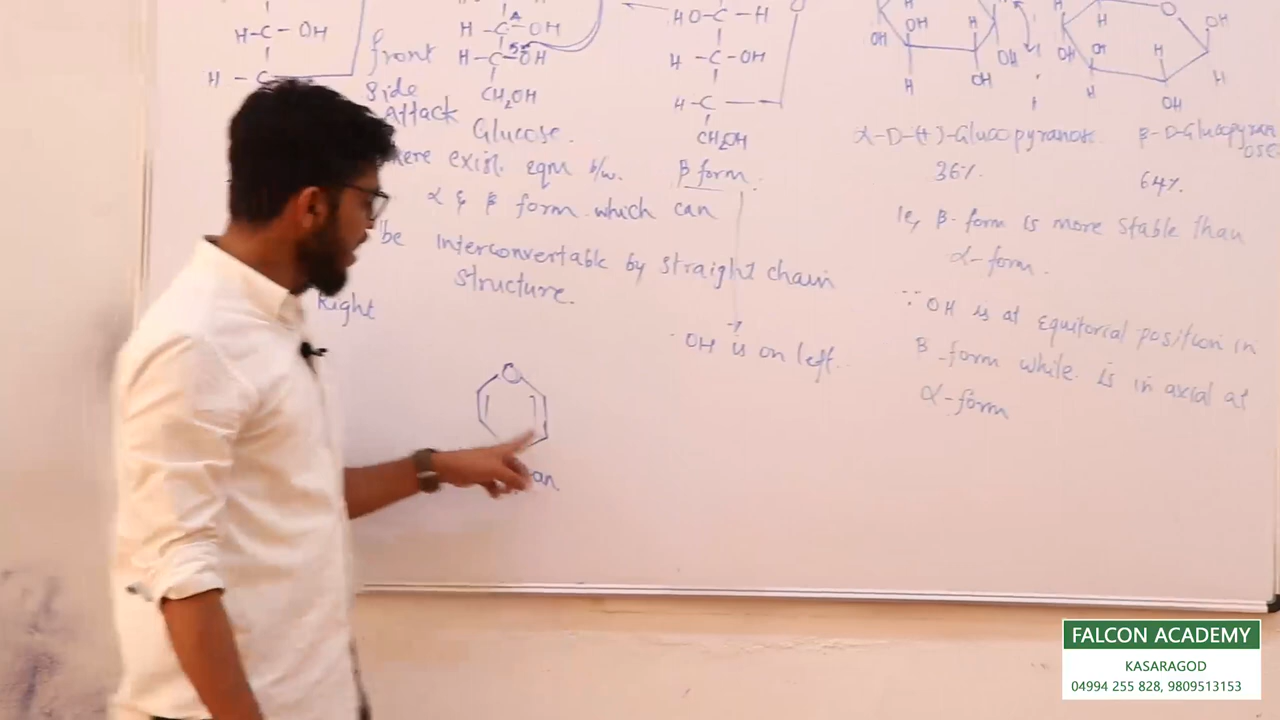 H-C-OH
H-C
front
Side
Attack
H-C-OH
H-C-OH
CH2OH
Glucose.
There exist. eqm b/w.
α & β form which can
be Interconvertable by straight chain
structure.
Right
HO-C-H
H-C-OH
H-C
CH2OH
β form.
OH is on left.
OH
OH
H
OH
OH
H
α-D-(+)-Glucopyranose
36%.
OH
OH
OH
H
H
H
OH
β-D-Glucopyran
OSE
64%.
ie, β-form is more stable than
α-form.
∵ OH is at equitorial position in
β-form while is in axial at
α-form
O
an.
FALCON ACADEMY
KASARAGOD
04994 255 828, 9809513153